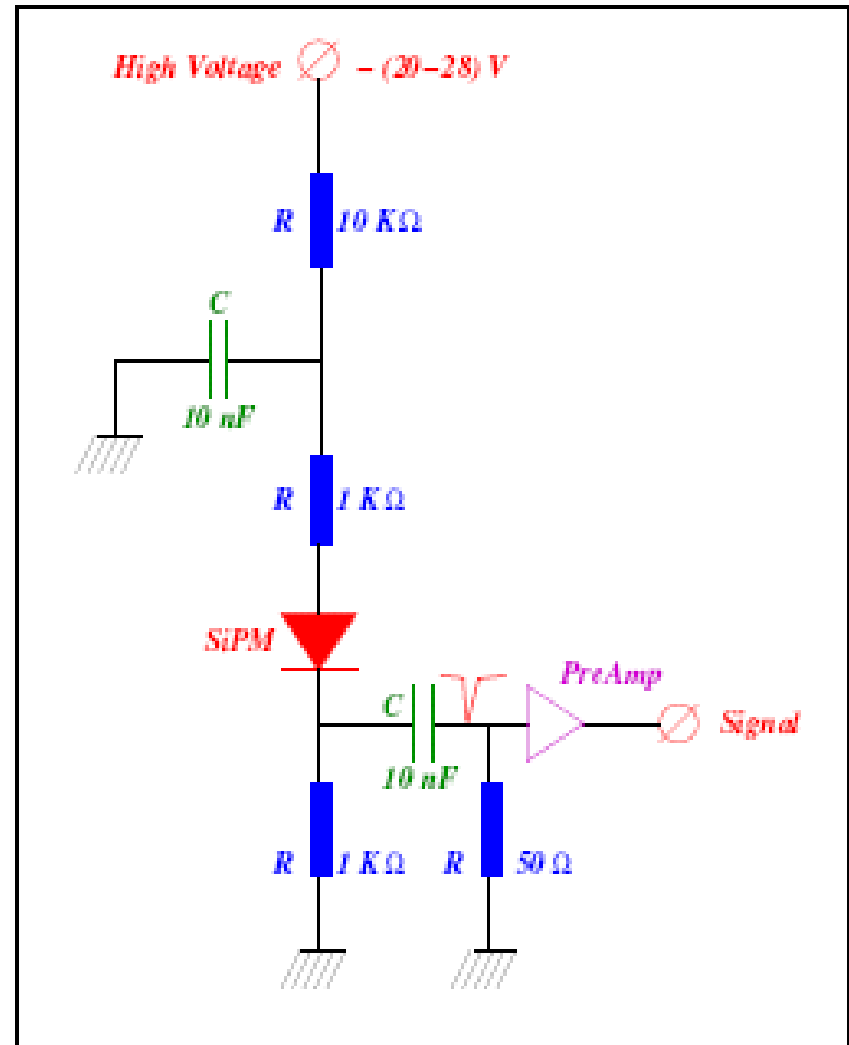 High Voltage – (20–28) V
R 10 KΩ
C
10 nF
R 1 KΩ
SiPM
PreAmp
C
Signal
10 nF
R 1 KΩ R 50 Ω